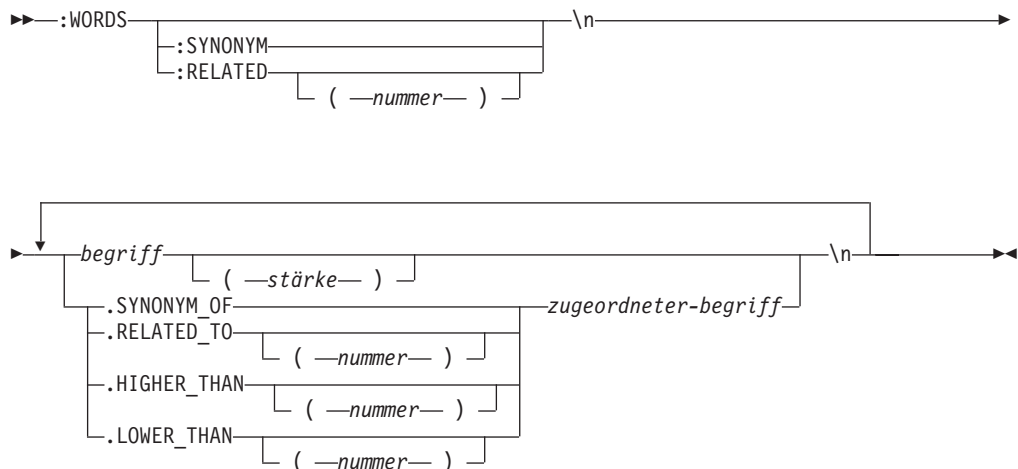 :WORDS \n
:SYNONYM
:RELATED
( nummer )
begriff \n
( stärke )
.SYNONYM_OF zugeordneter-begriff
.RELATED_TO
( nummer )
.HIGHER_THAN
( nummer )
.LOWER_THAN
( nummer )